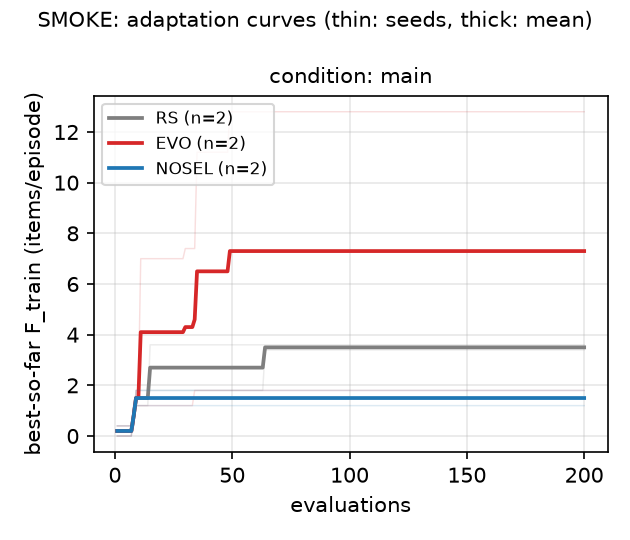 SMOKE: adaptation curves (thin: seeds, thick: mean)
condition: main
best-so-far F_train (items/episode)
12
10
8
6
4
2
0
RS (n=2)
EVO (n=2)
NOSEL (n=2)
0 50 100 150 200
evaluations